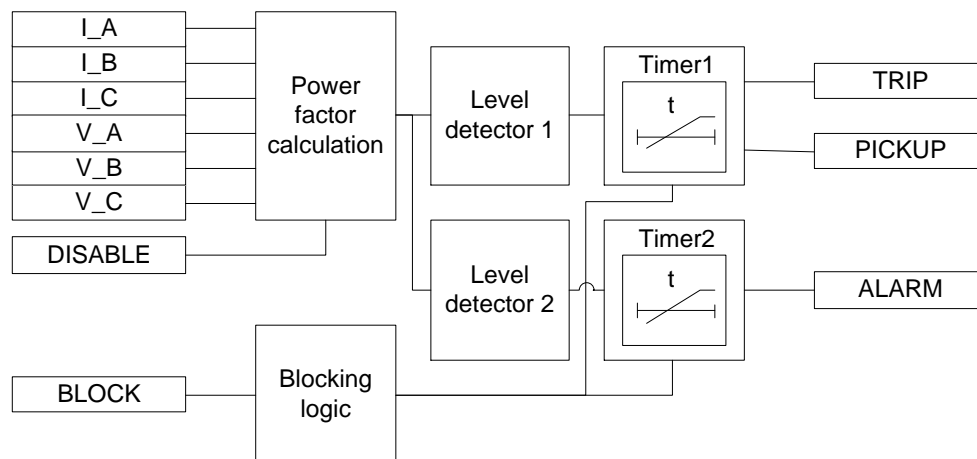 I_A
I_B
I_C
V_A
V_B
V_C
DISABLE
BLOCK
Power
factor
calculation
Blocking
logic
Level
detector 1
Level
detector 2
Timer1
t
Timer2
t
TRIP
PICKUP
ALARM